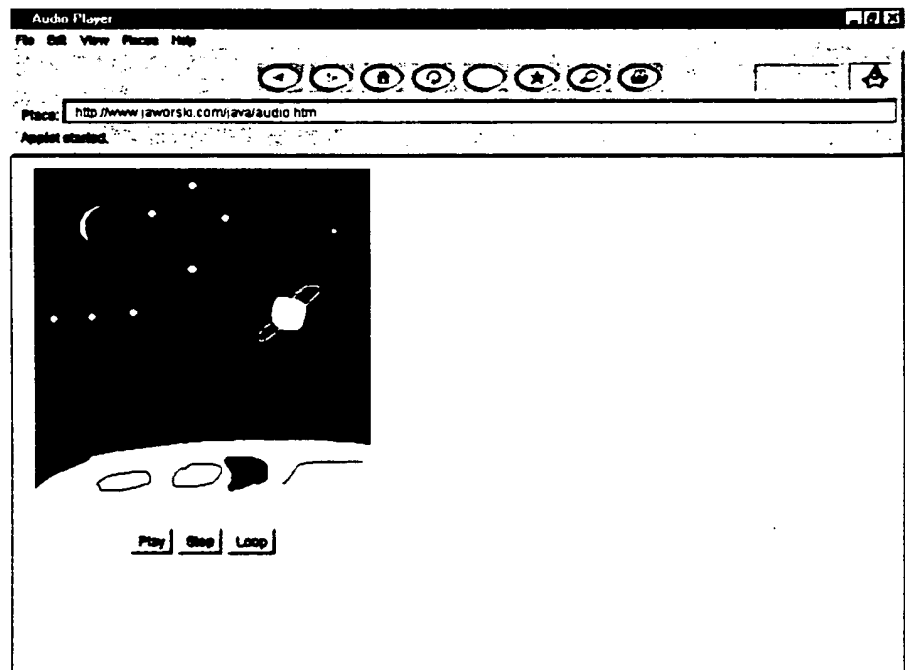 Audio Player
File Edit View Places Help
Place: http://www.jaworski.com/java/audio.htm
Applet started.
Play Stop Loop